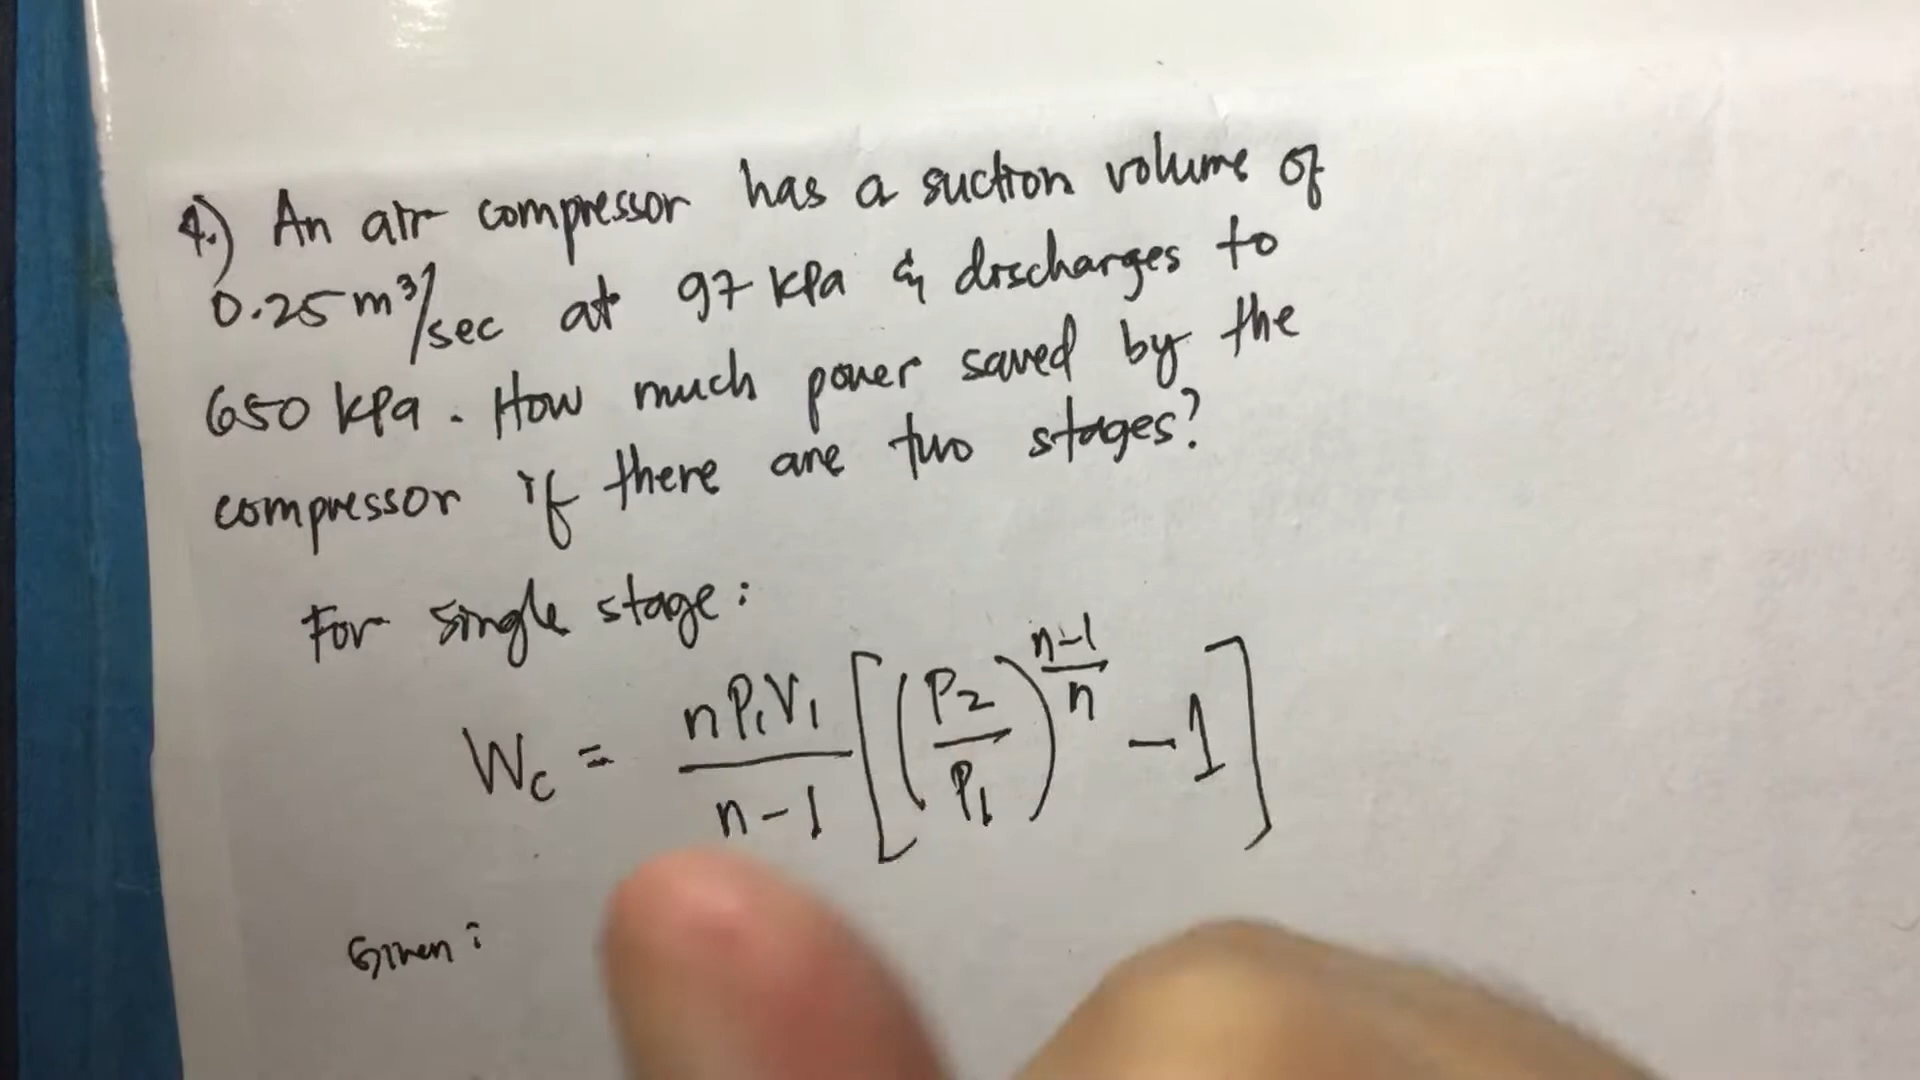 4.) An air compressor has a suction volume of
0.25 m³/sec at 97 kPa & discharges to
650 kPa. How much power saved by the
compressor if there are two stages?
For single stage:
Wc = nP₁V₁/(n-1) [(P₂/P₁)^((n-1)/n) - 1]
Given: